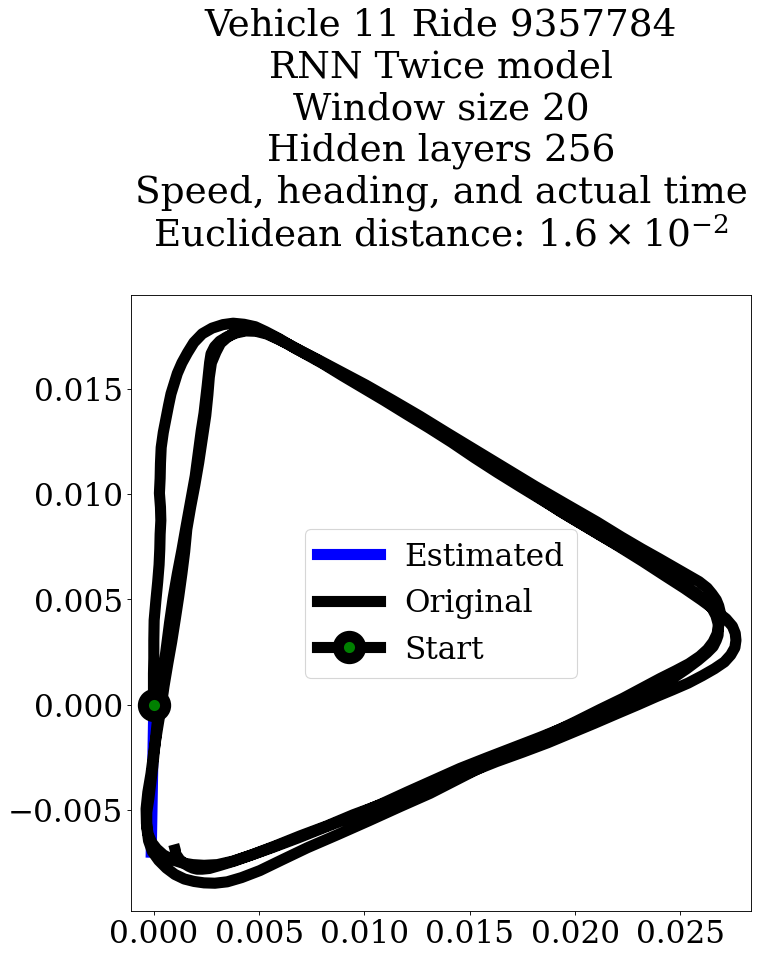 Vehicle 11 Ride 9357784
RNN Twice model
Window size 20
Hidden layers 256
Speed, heading, and actual time
Euclidean distance: 1.6 × 10⁻²
0.015
0.010
0.005
0.000
−0.005
Estimated
Original
Start
0.000 0.005 0.010 0.015 0.020 0.025